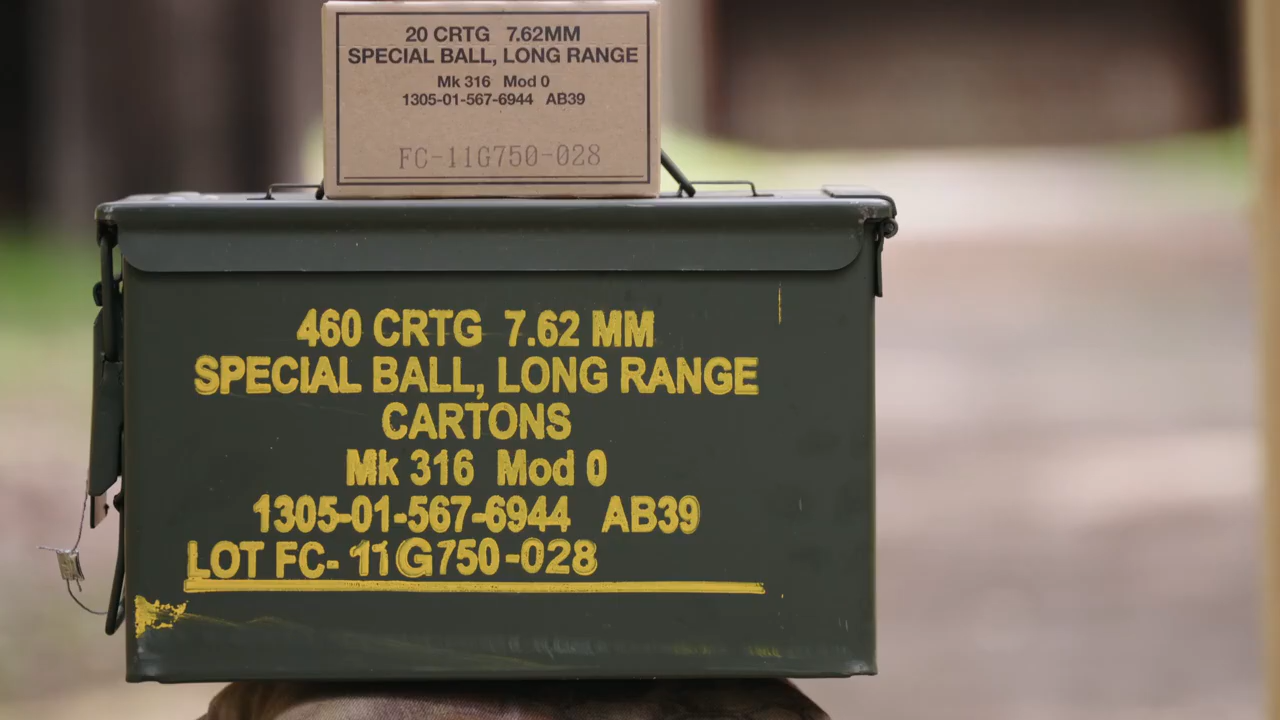 20 CRTG 7.62MM
SPECIAL BALL, LONG RANGE
Mk 316 Mod 0
1305-01-567-6944 AB39
FC-11G750-028
460 CRTG 7.62 MM
SPECIAL BALL, LONG RANGE
CARTONS
Mk 316 Mod 0
1305-01-567-6944 AB39
LOT FC- 11G750-028